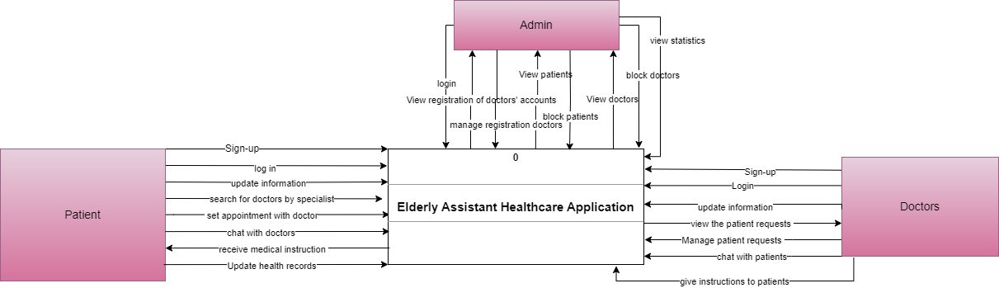 Admin
view statistics
login
View patients
block doctors
View registration of doctors' accounts
View doctors
manage registration doctors
block patients
Patient
Sign-up
log in
update information
search for doctors by specialist
set appointment with doctor
chat with doctors
receive medical instruction
Update health records
0
Elderly Assistant Healthcare Application
Sign-up
Login
update information
view the patient requests
Manage patient requests
chat with patients
give instructions to patients
Doctors